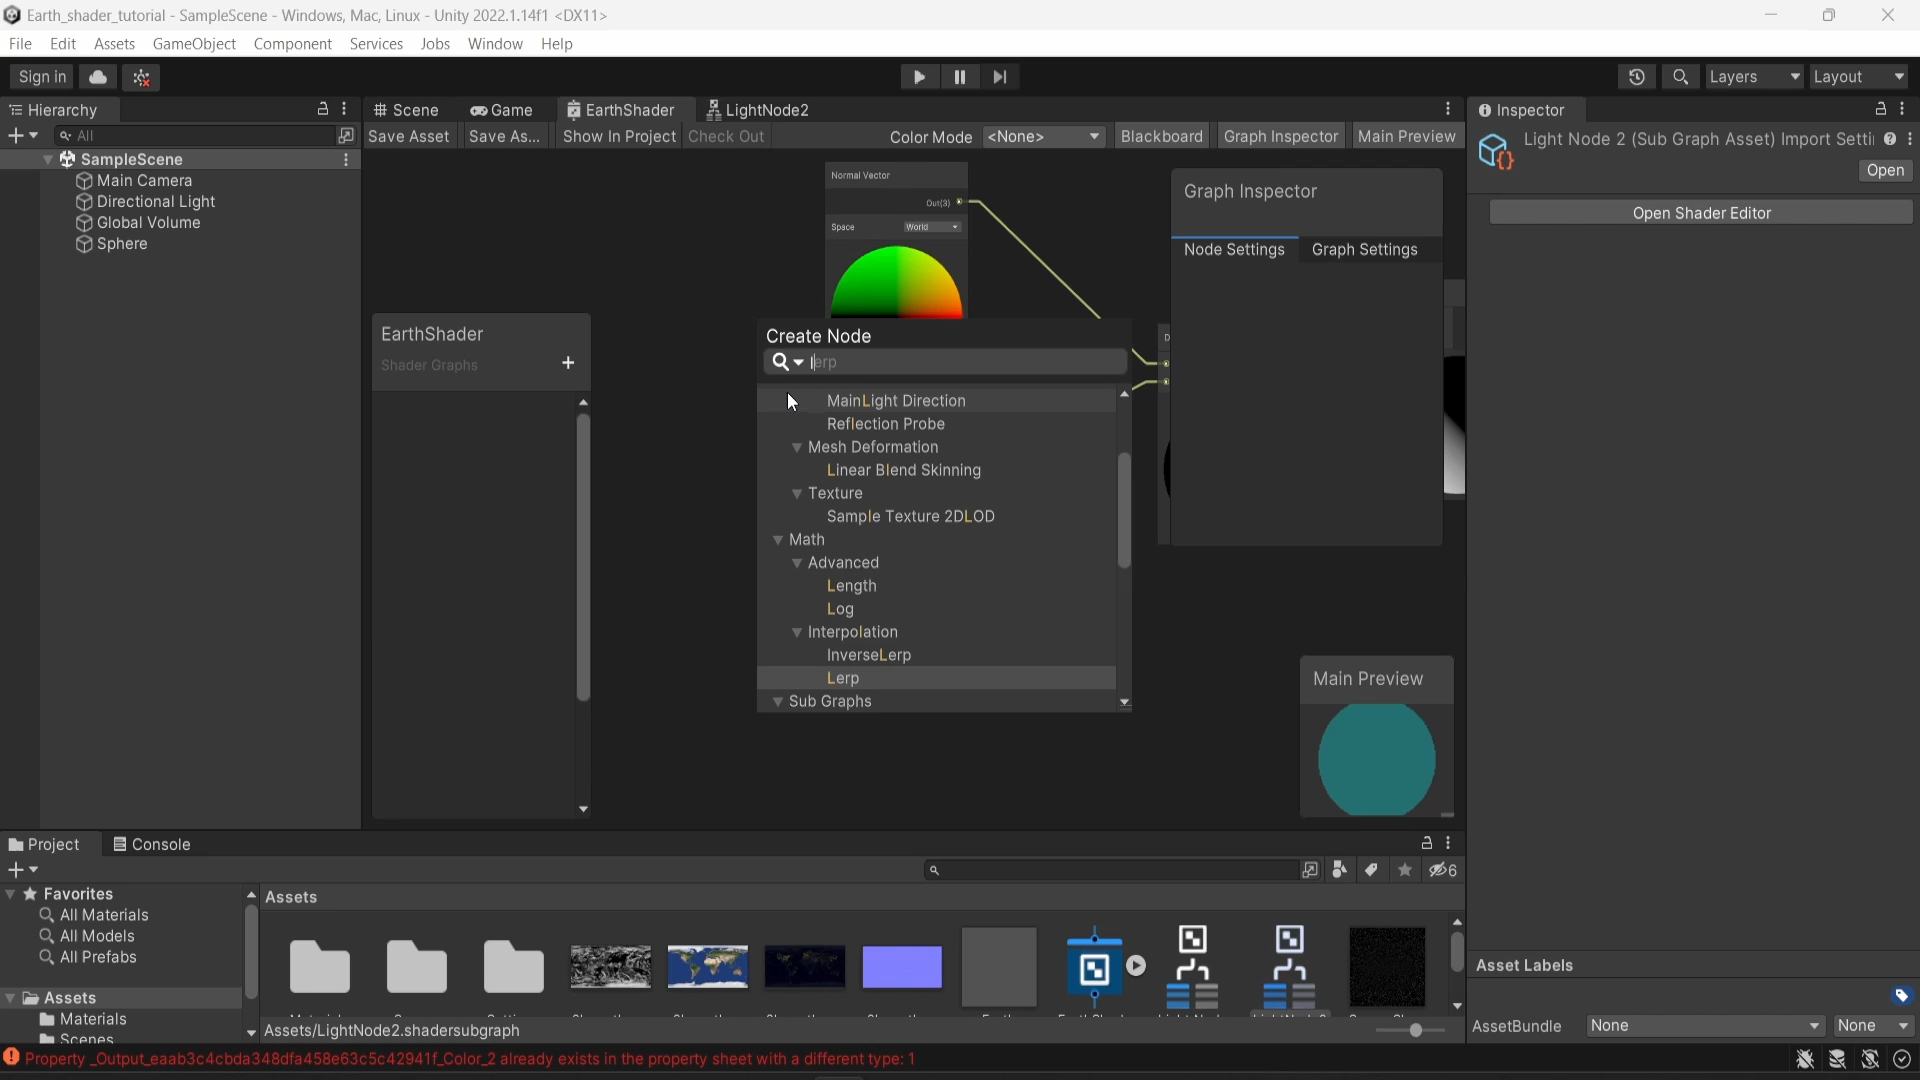 Earth_shader_tutorial - SampleScene - Windows, Mac, Linux - Unity 2022.1.14f1 <DX11>
File Edit Assets GameObject Component Services Jobs Window Help
Sign in Layers Layout
Hierarchy
All
SampleScene
Main Camera
Directional Light
Global Volume
Sphere
Scene Game EarthShader LightNode2
Save Asset Save As... Show In Project Check Out Color Mode <None> Blackboard Graph Inspector Main Preview
Normal Vector
Out(3)
Space World
EarthShader
Shader Graphs
Create Node
lerp
MainLight Direction
Reflection Probe
Mesh Deformation
Linear Blend Skinning
Texture
Sample Texture 2DLOD
Math
Advanced
Length
Log
Interpolation
InverseLerp
Lerp
Sub Graphs
Graph Inspector
Node Settings Graph Settings
Main Preview
Inspector
Light Node 2 (Sub Graph Asset) Import Setti
Open
Open Shader Editor
Asset Labels
AssetBundle None None
Project Console
6
Favorites
All Materials
All Models
All Prefabs
Assets
Materials
Scenes
Assets
Assets/LightNode2.shadersubgraph
Property _Output_eaab3c4cbda348dfa458e63c5c42941f_Color_2 already exists in the property sheet with a different type: 1